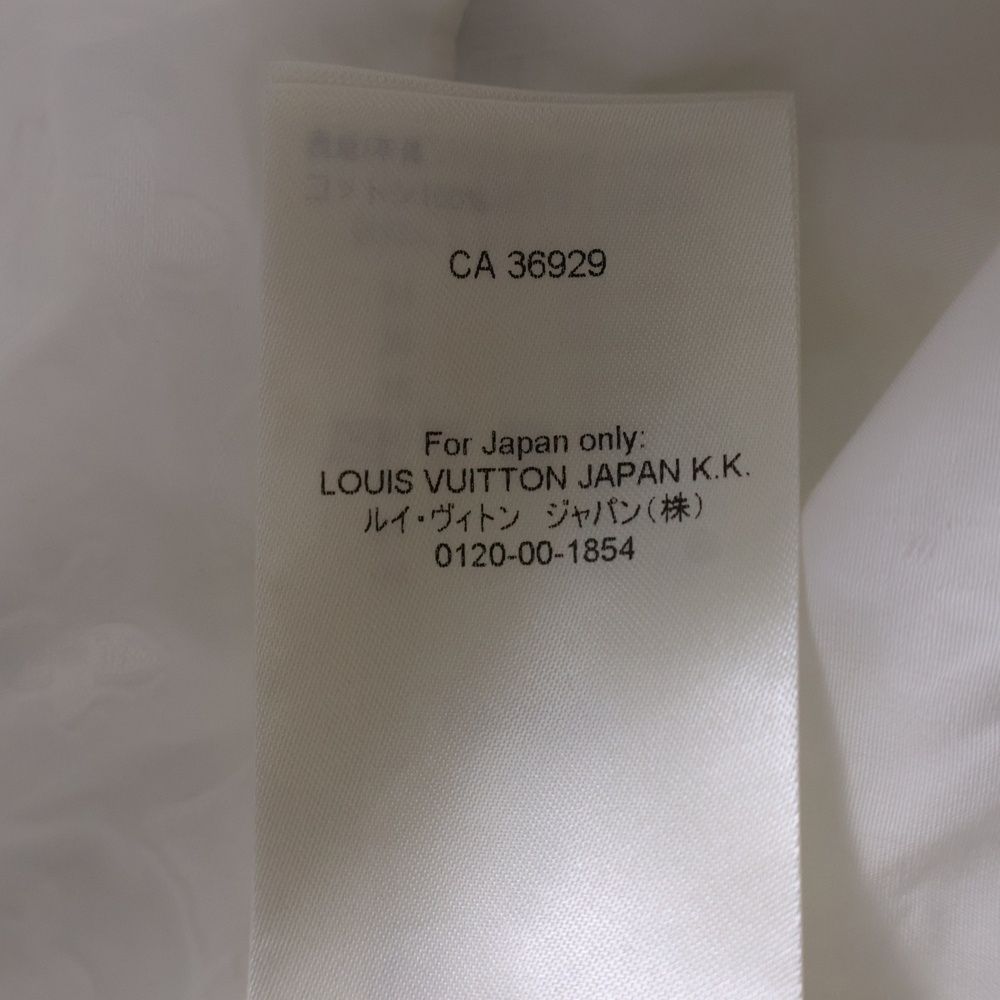 CA 36929
For Japan only:
LOUIS VUITTON JAPAN K.K.
ルイ・ヴィトン　ジャパン（株）
0120-00-1854